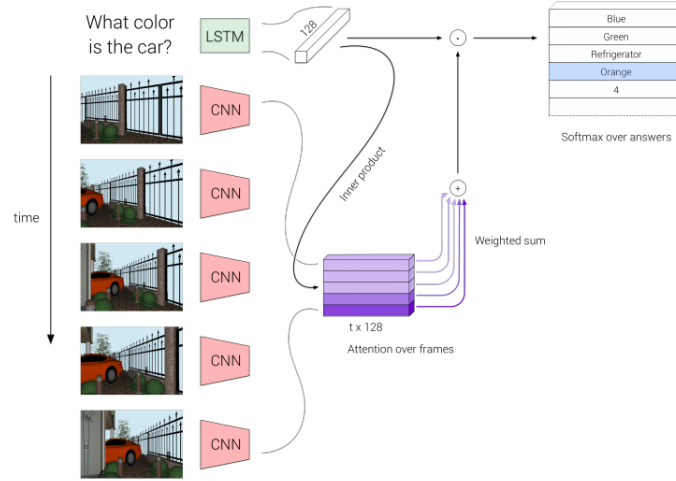 What color
is the car?
LSTM
128
Blue
Green
Refrigerator
Orange
4
Softmax over answers
CNN
CNN
time
Inner product
Weighted sum
CNN
t x 128
Attention over frames
CNN
CNN